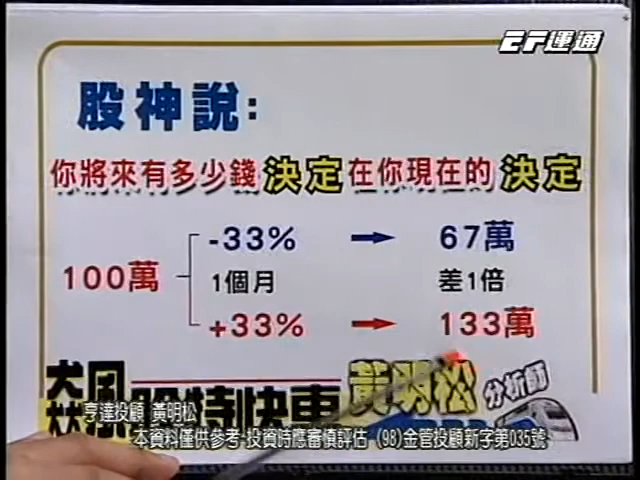 ET運通
股神說:
你將來有多少錢決定在你現在的決定
-33% → 67萬
100萬 1個月 差1倍
+33% → 133萬
黃明松 分析師
亨達投顧 黃明松
本資料僅供參考 投資時應審慎評估 (98)金管投顧新字第035號